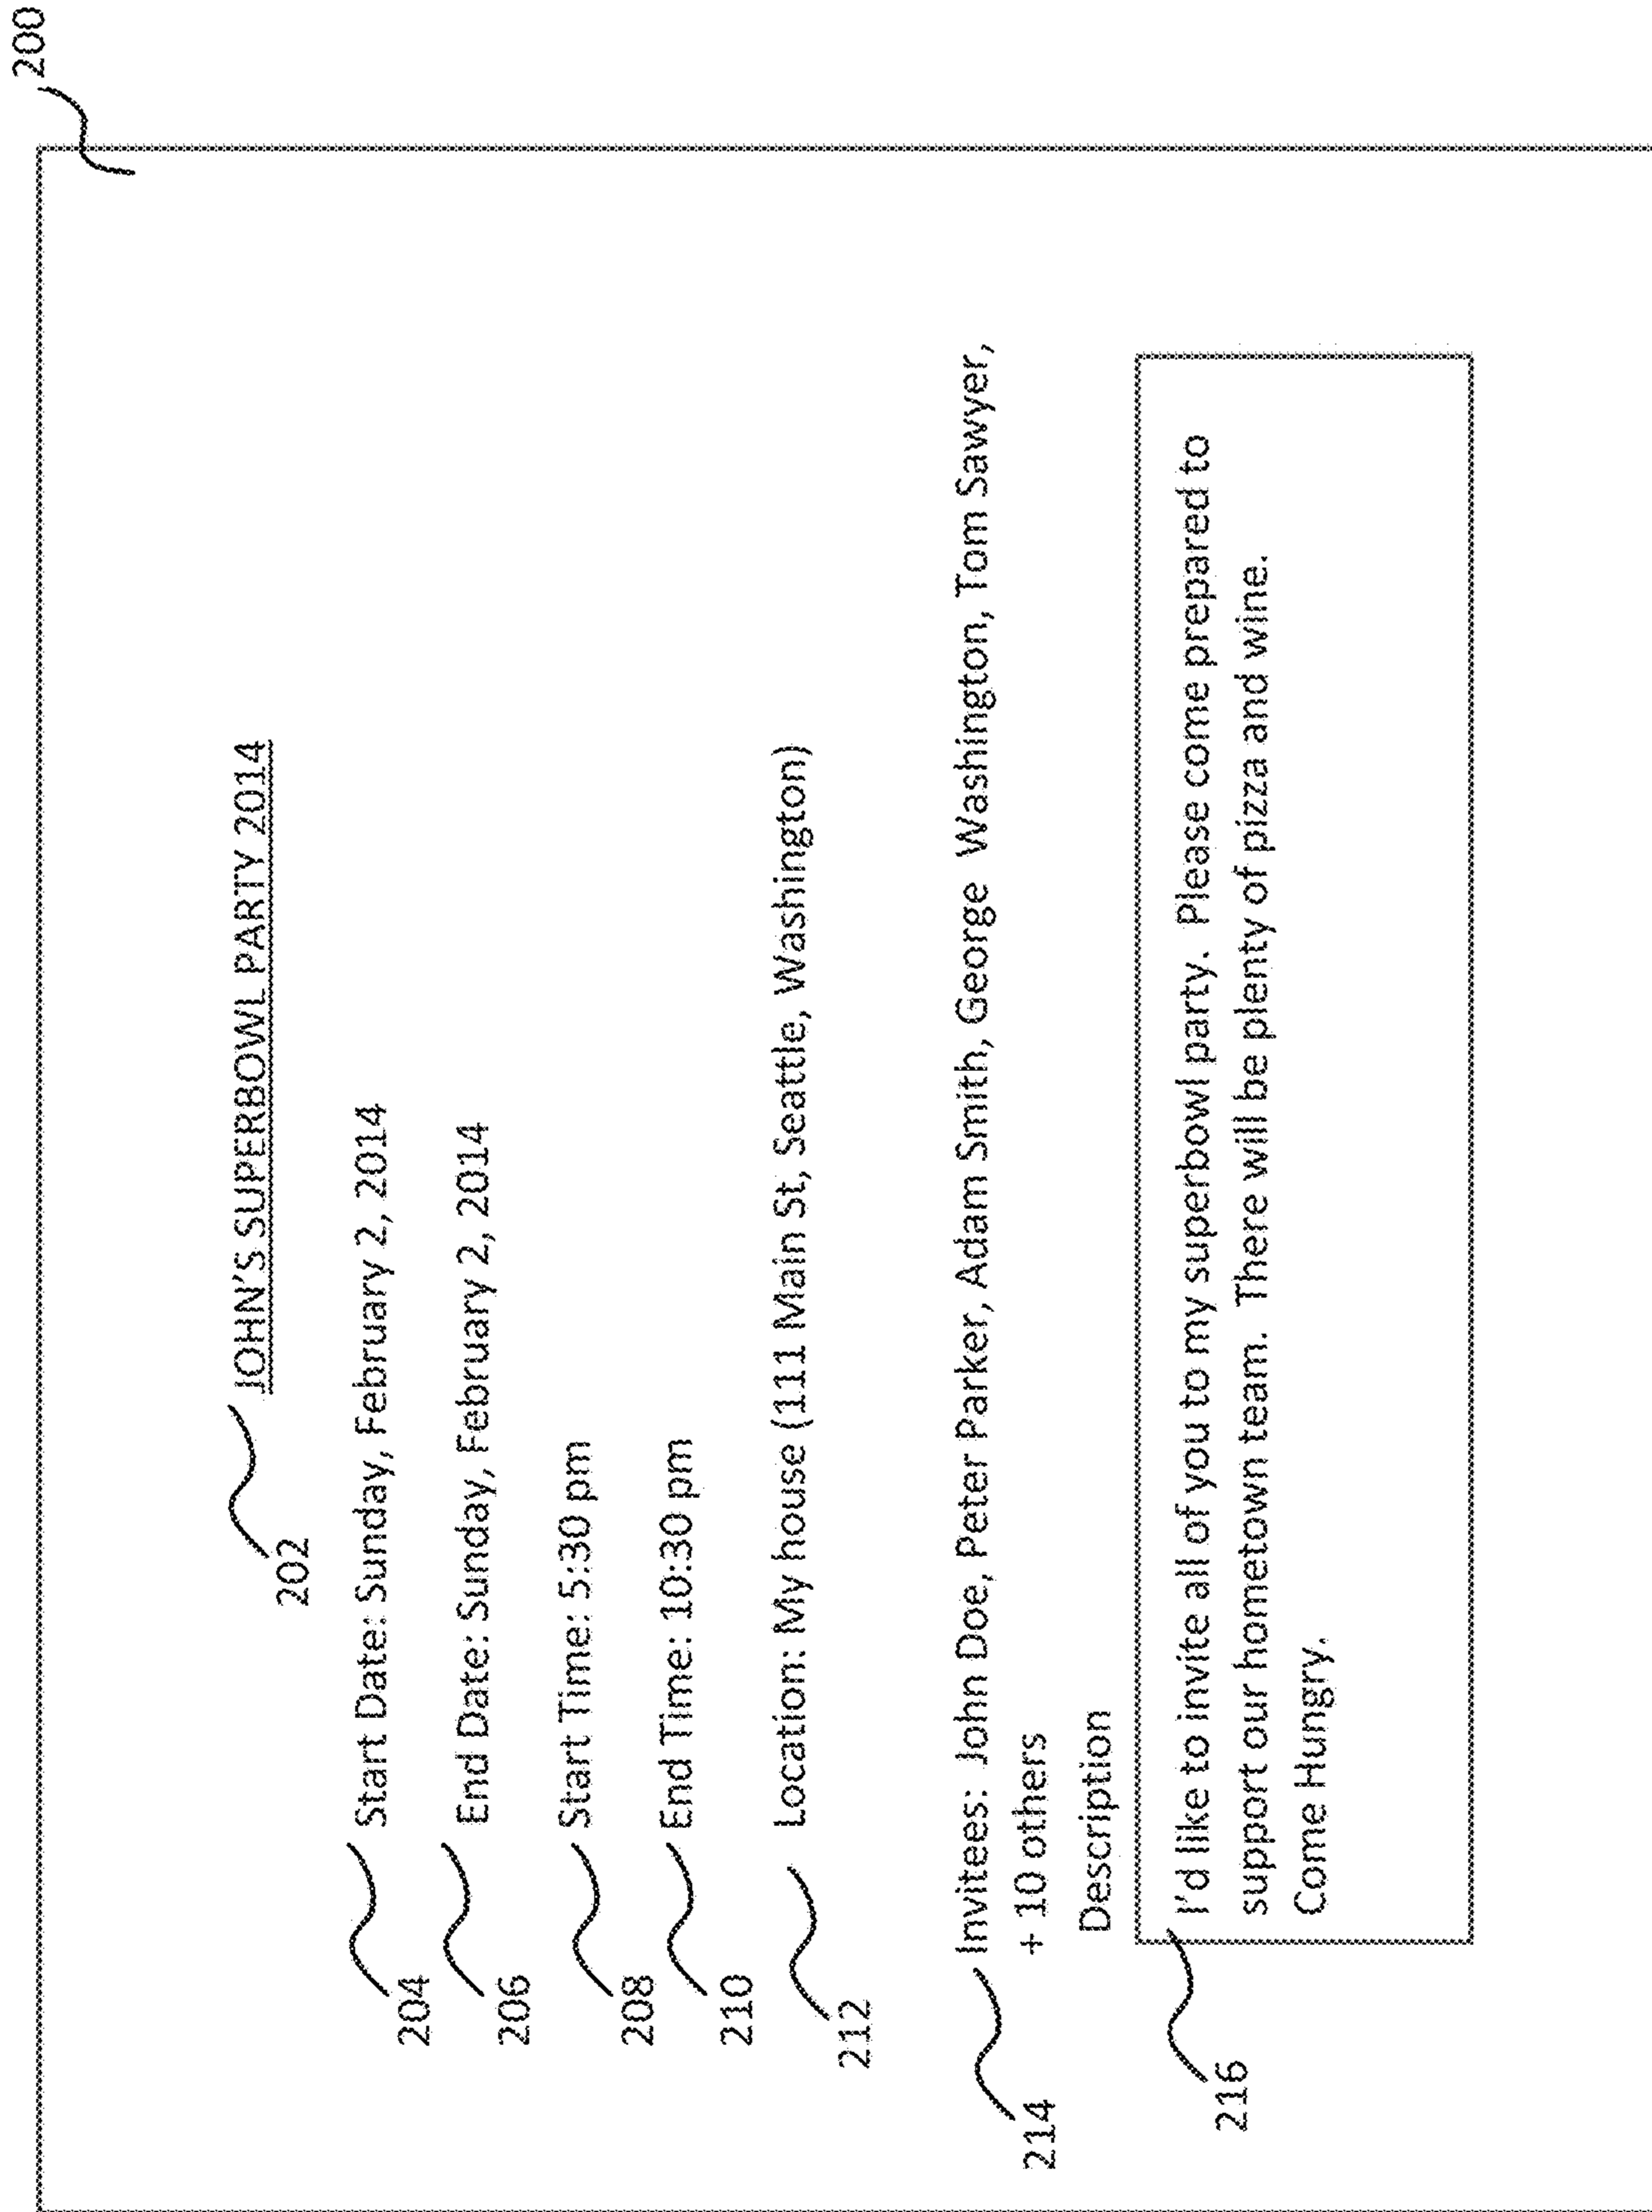 200
202 JOHN'S SUPERBOWL PARTY 2014
204 Start Date: Sunday, February 2, 2014
206 End Date: Sunday, February 2, 2014
208 Start Time: 5:30 pm
210 End Time: 10:30 pm
212 Location: My house (111 Main St, Seattle, Washington)
214 Invitees: John Doe, Peter Parker, Adam Smith, George Washington, Tom Sawyer,
+ 10 others
Description
216 I'd like to invite all of you to my superbowl party. Please come prepared to
support our hometown team. There will be plenty of pizza and wine.
Come Hungry.